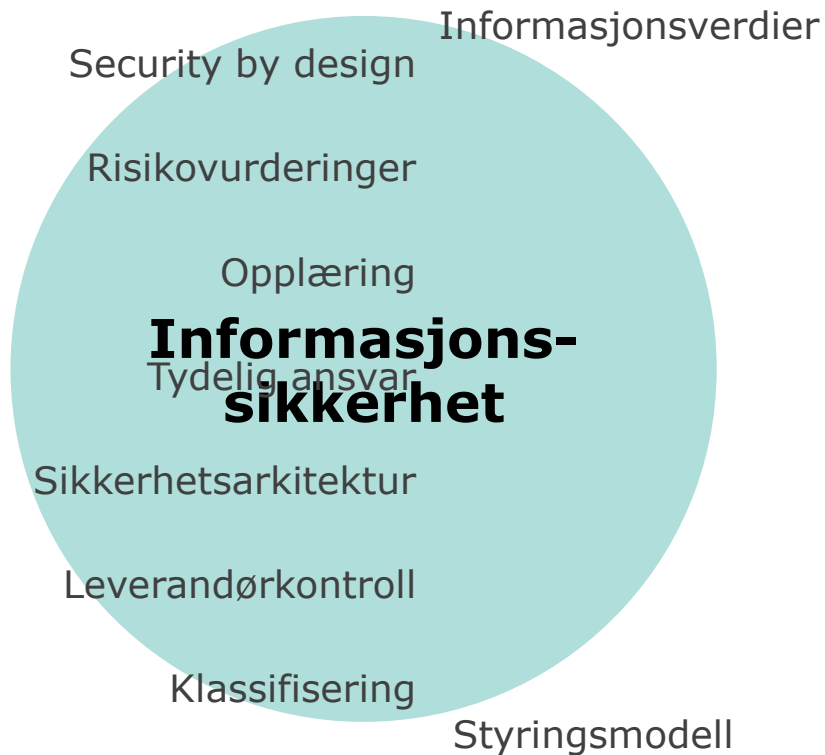 Informasjonsverdier
Security by design
Risikovurderinger
Opplæring
Informasjons-
sikkerhet
Tydelig ansvar
Sikkerhetsarkitektur
Leverandørkontroll
Klassifisering
Styringsmodell